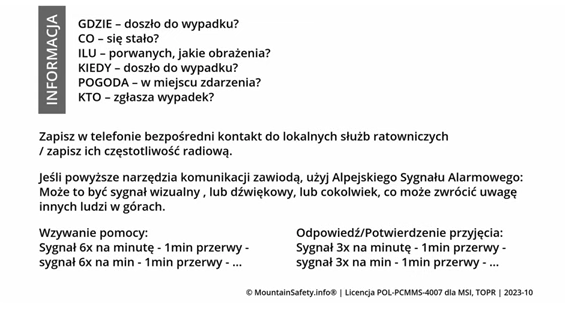 INFORMACJA
GDZIE – doszło do wypadku?
CO – się stało?
ILU – porwanych, jakie obrażenia?
KIEDY – doszło do wypadku?
POGODA – w miejscu zdarzenia?
KTO – zgłasza wypadek?
Zapisz w telefonie bezpośredni kontakt do lokalnych służb ratowniczych
/ zapisz ich częstotliwość radiową.
Jeśli powyższe narzędzia komunikacji zawiodą, użyj Alpejskiego Sygnału Alarmowego:
Może to być sygnał wizualny , lub dźwiękowy, lub cokolwiek, co może zwrócić uwagę
innych ludzi w górach.
Wzywanie pomocy:
Sygnał 6x na minutę - 1min przerwy -
sygnał 6x na min - 1min przerwy - ...
Odpowiedź/Potwierdzenie przyjęcia:
Sygnał 3x na minutę - 1min przerwy -
sygnał 3x na min - 1min przerwy - ...
© MountainSafety.info® | Licencja POL-PCMMS-4007 dla MSI, TOPR | 2023-10